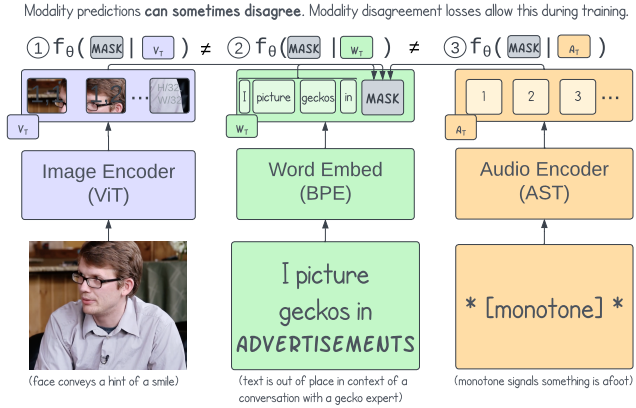 Modality predictions can sometimes disagree. Modality disagreement losses allow this during training.
1 fθ( MASK | VT ) ≠ 2 fθ( MASK | WT ) ≠ 3 fθ( MASK | AT )
H/32
W/32
...
I picture geckos in MASK
1 2 3 ...
VT
WT
AT
Image Encoder
(ViT)
Word Embed
(BPE)
Audio Encoder
(AST)
I picture
geckos in
ADVERTISEMENTS
* [monotone] *
(face conveys a hint of a smile)
(text is out of place in context of a
conversation with a gecko expert)
(monotone signals something is afoot)